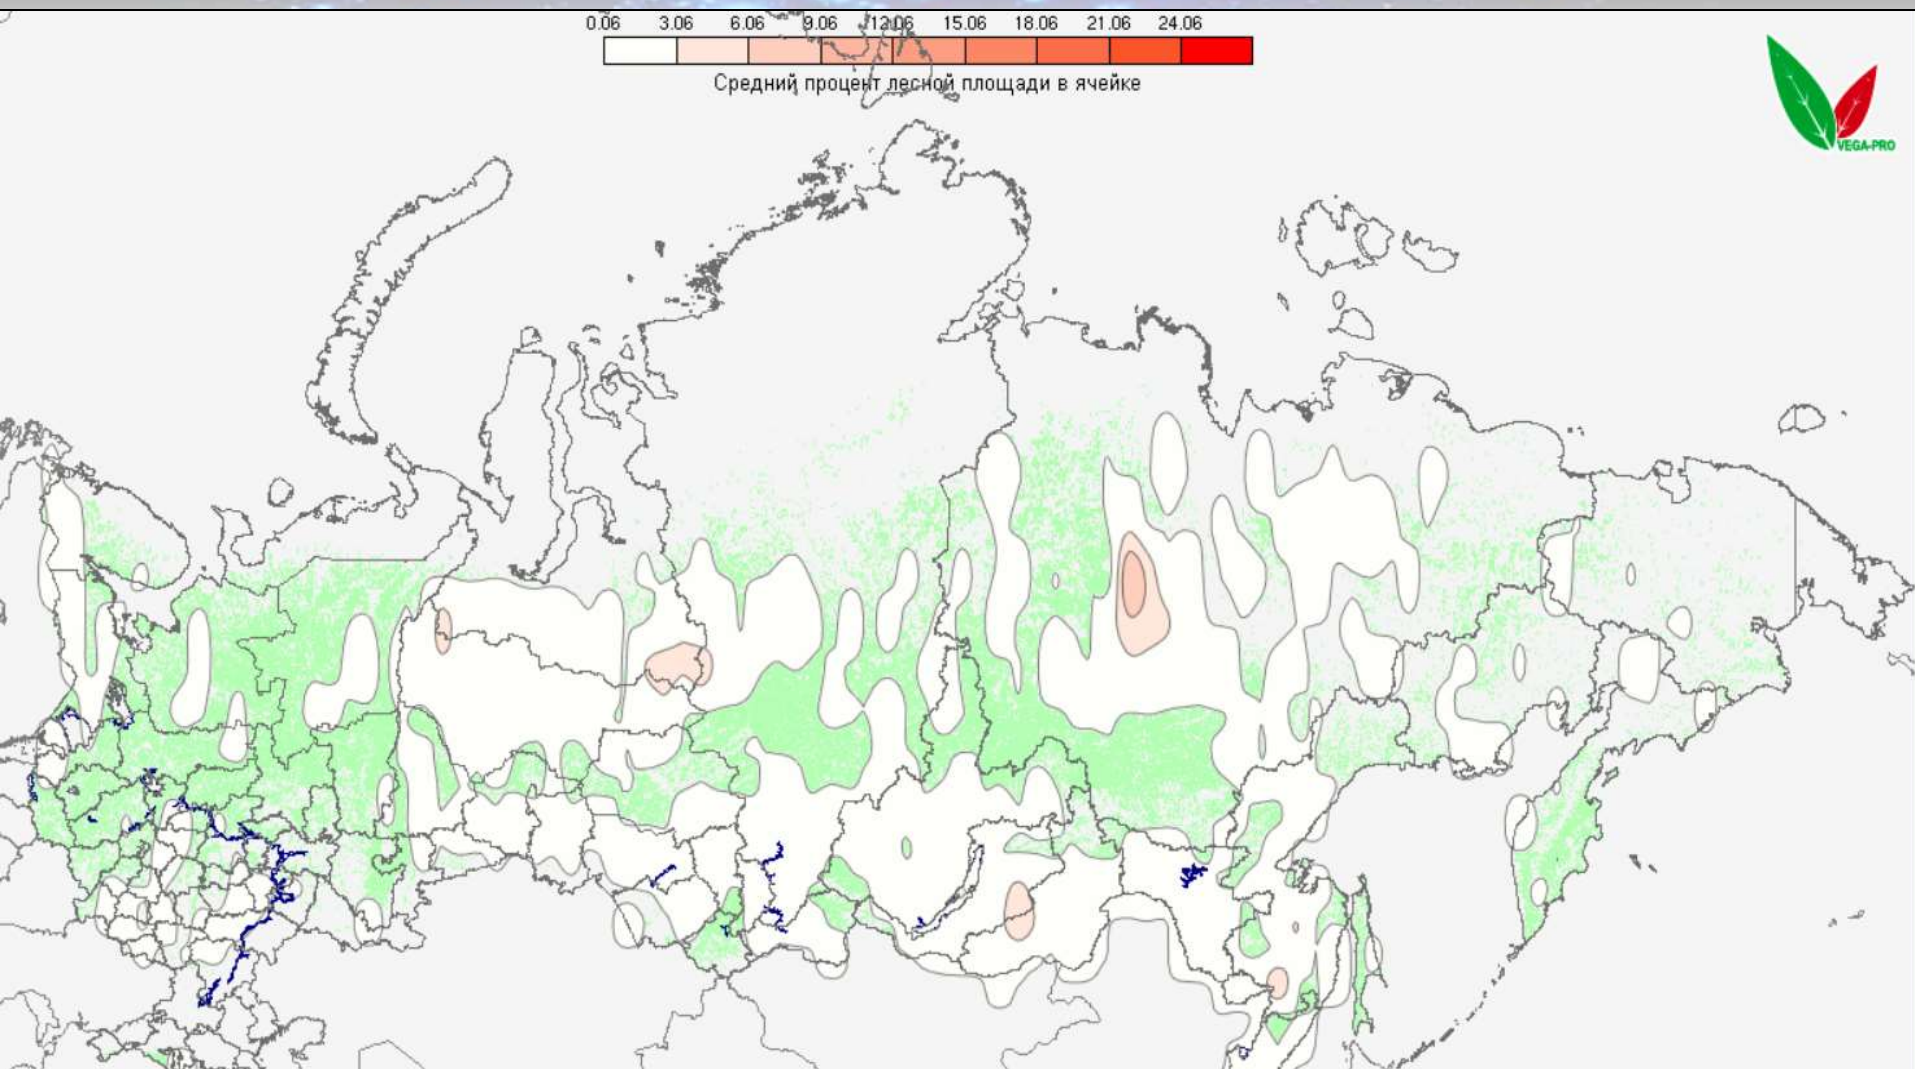 0.06 3.06 6.06 9.06 12.06 15.06 18.06 21.06 24.06
Средний процент лесной площади в ячейке
VEGA-PRO